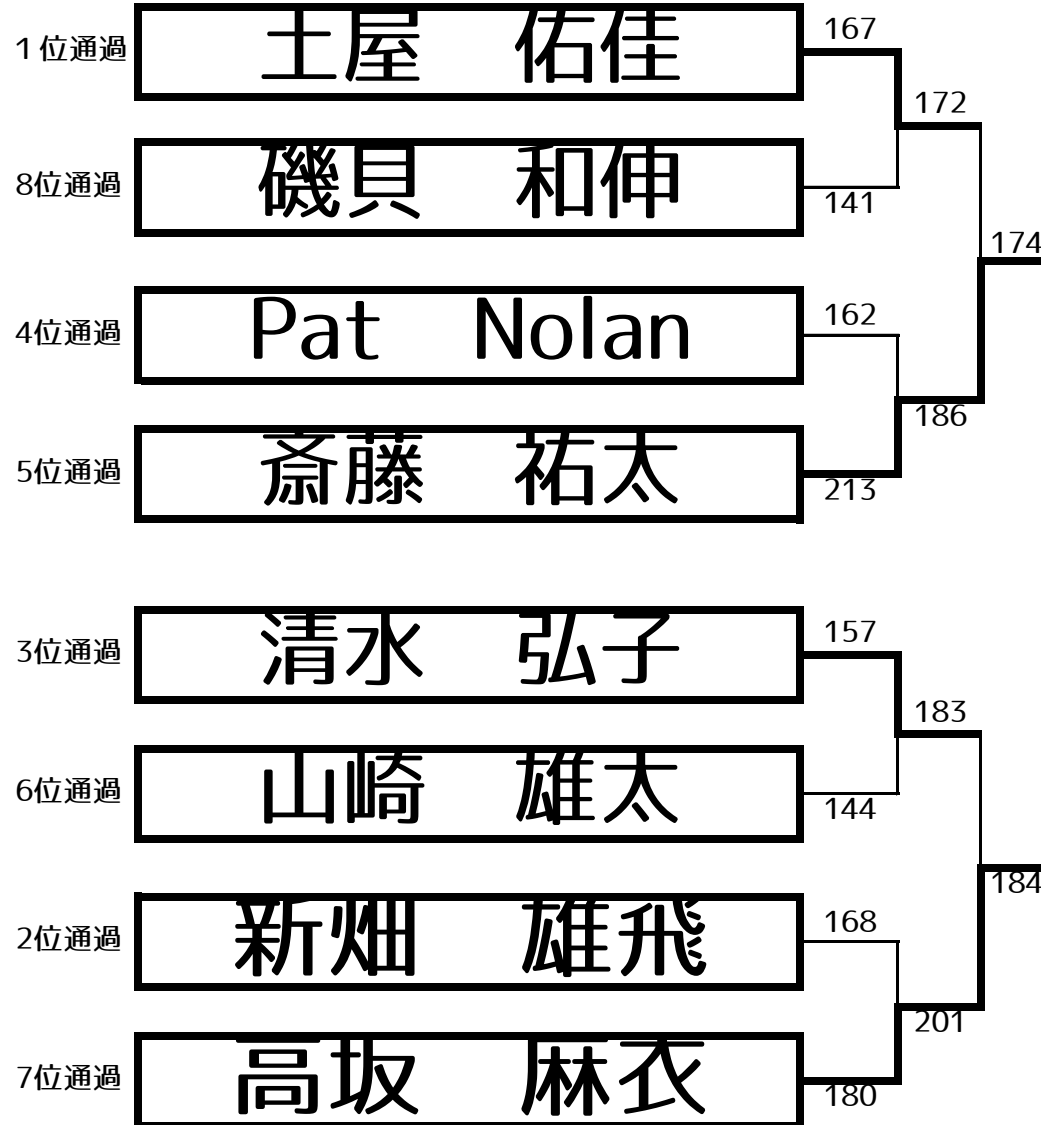 1位通過 土屋 佑佳 167
172
8位通過 磯貝 和伸 141
174
4位通過 Pat Nolan 162
186
5位通過 斎藤 祐太 213
3位通過 清水 弘子 157
183
6位通過 山崎 雄太 144
184
2位通過 新畑 雄飛 168
201
7位通過 高坂 麻衣 180